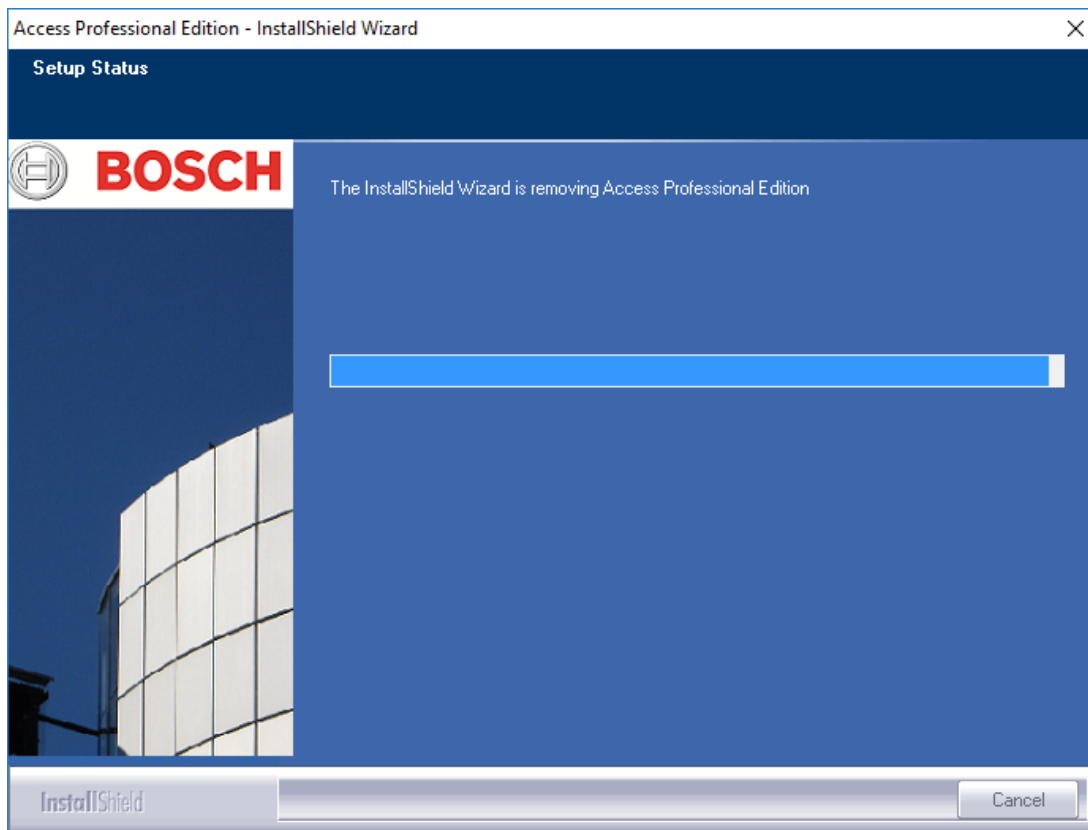 Access Professional Edition - InstallShield Wizard
Setup Status
BOSCH
The InstallShield Wizard is removing Access Professional Edition
InstallShield
Cancel